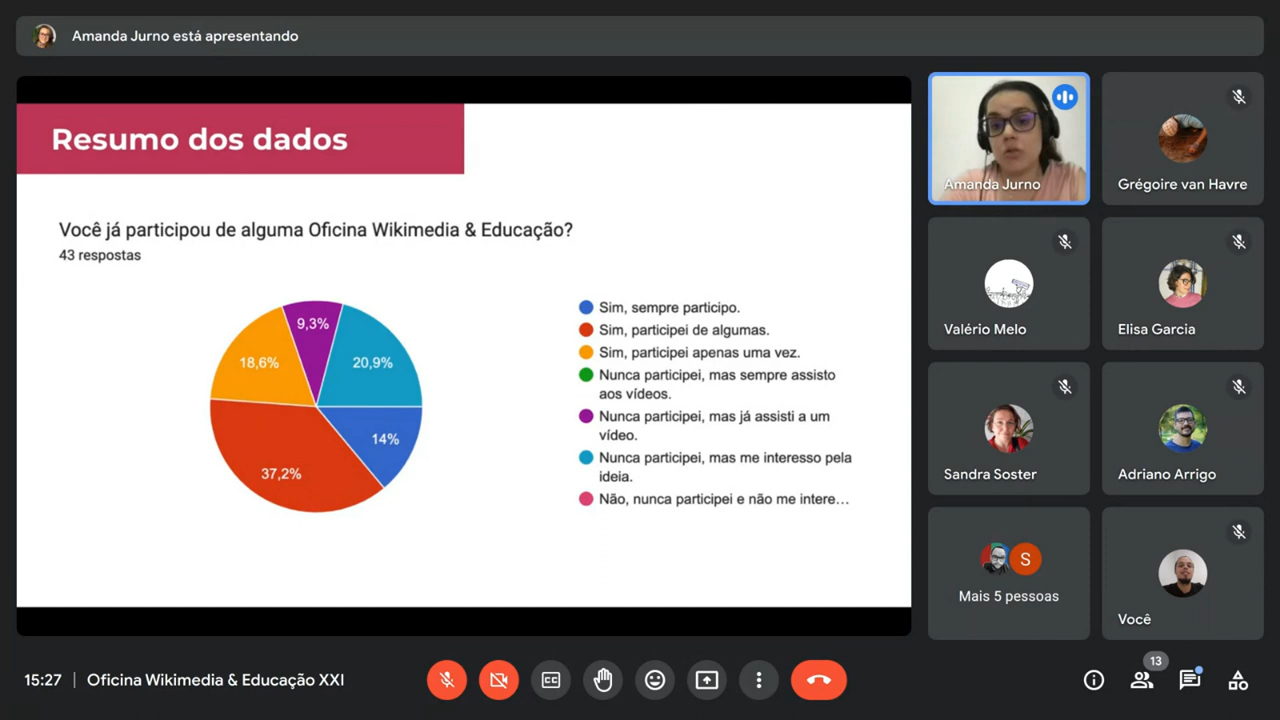 Amanda Jurno está apresentando
Resumo dos dados
Você já participou de alguma Oficina Wikimedia & Educação?
43 respostas
9,3%
18,6%
20,9%
14%
37,2%
Sim, sempre participo.
Sim, participei de algumas.
Sim, participei apenas uma vez.
Nunca participei, mas sempre assisto
aos vídeos.
Nunca participei, mas já assisti a um
vídeo.
Nunca participei, mas me interesso pela
ideia.
Não, nunca participei e não me intere...
Amanda Jurno
Grégoire van Havre
Valério Melo
Elisa Garcia
Sandra Soster
Adriano Arrigo
S
Mais 5 pessoas
Você
15:27 | Oficina Wikimedia & Educação XXI
CC
13